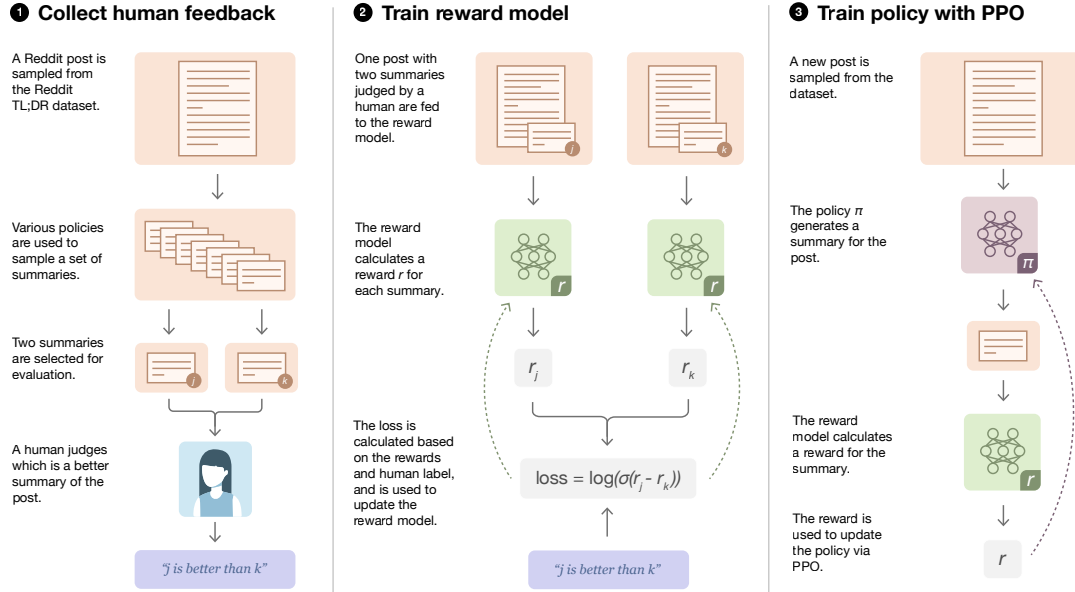 1 Collect human feedback
A Reddit post is
sampled from
the Reddit
TL;DR dataset.
Various policies
are used to
sample a set of
summaries.
Two summaries
are selected for
evaluation.
j
k
A human judges
which is a better
summary of the
post.
“j is better than k”
2 Train reward model
One post with
two summaries
judged by a
human are fed
to the reward
model.
j
k
The reward
model
calculates a
reward r for
each summary.
r
r
r_j
r_k
The loss is
calculated based
on the rewards
and human label,
and is used to
update the
reward model.
loss = log(σ(r_j - r_k))
“j is better than k”
3 Train policy with PPO
A new post is
sampled from the
dataset.
The policy π
generates a
summary for the
post.
π
The reward
model calculates
a reward for the
summary.
r
The reward is
used to update
the policy via
PPO.
r